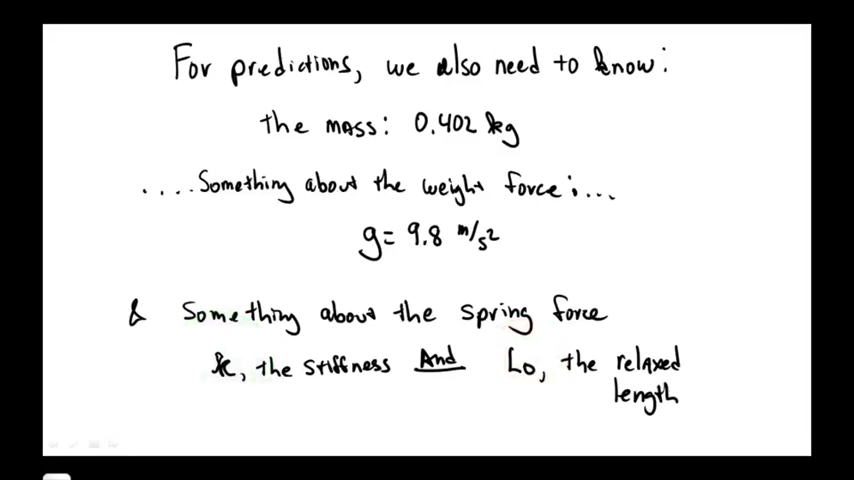 For predictions, we also need to know:
the mass: 0.402 kg
....Something about the weight force:...
g= 9.8 m/s²
& Something about the spring force
k, the stiffness And L₀, the relaxed
length